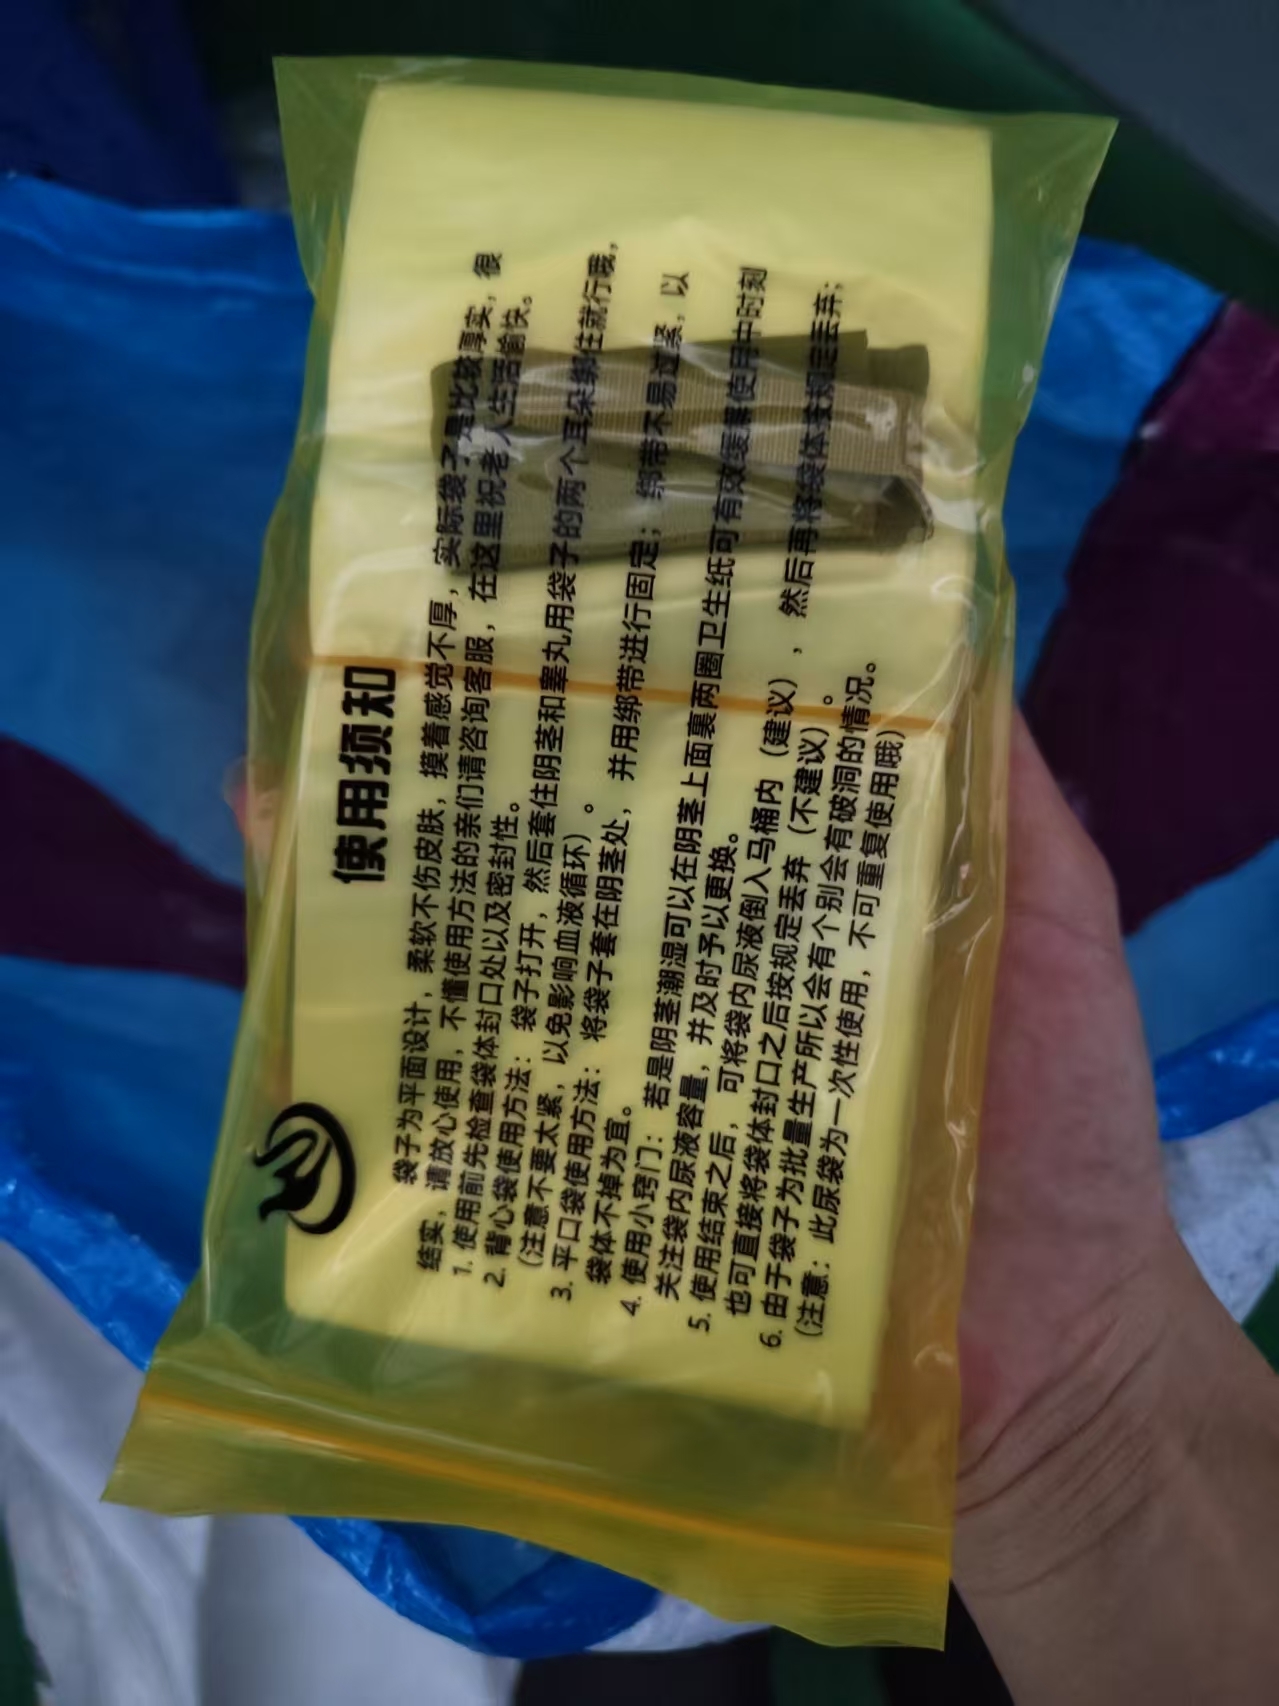 使用须知
袋子为平面设计，柔软不伤皮肤，摸着感觉不厚，实际袋子是比较厚实，很
结实，请放心使用，不懂使用方法的亲们请咨询客服，在这里祝老人生活愉快。
1. 使用前先检查袋体封口处以及密封性。
2. 背心袋使用方法：袋子打开，然后套住阴茎和睾丸用袋子的两个耳朵绑住就行哦，
（注意不要太紧，以免影响血液循环）。
3. 平口袋使用方法：将袋子套在阴茎处，并用绑带进行固定；绑带不易过紧，以
袋体不掉为宜。
4. 使用小窍门：若是阴茎潮湿可以在阴茎上面裹两圈卫生纸可有效缓解使用中时刻
关注袋内尿液容量，并及时予以更换。
5. 使用结束之后，可将袋内尿液倒入马桶内（建议），然后再将袋体按规定丢弃；
也可直接将袋体封口之后按规定丢弃（不建议）。
6. 由于袋子为批量生产所以会有个别会有破洞的情况。
（注意：此尿袋为一次性使用，不可重复使用哦）